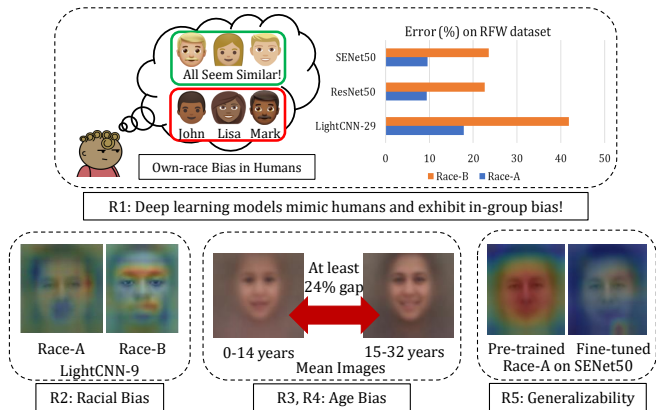 Error (%) on RFW dataset
All Seem Similar!
John Lisa Mark
Own-race Bias in Humans
SENet50
ResNet50
LightCNN-29
0 10 20 30 40 50
Race-B Race-A
R1: Deep learning models mimic humans and exhibit in-group bias!
Race-A Race-B
LightCNN-9
R2: Racial Bias
At least
24% gap
0-14 years 15-32 years
Mean Images
R3, R4: Age Bias
Pre-trained Fine-tuned
Race-A on SENet50
R5: Generalizability